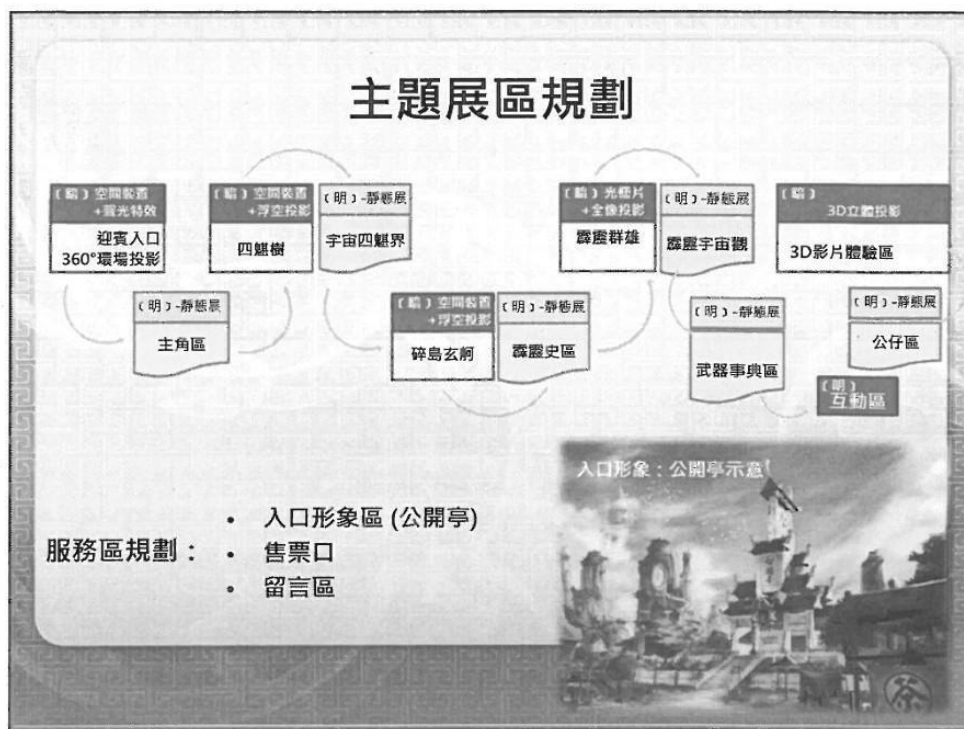 主題展區規劃
（暗）空間裝置
+聲光特效
迎賓入口
360°環場投影
（明）-靜態展
主角區
（暗）空間裝置
+浮空投影
四魌樹
（明）-靜態展
宇宙四魌界
（暗）空間裝置
+浮空投影
碎島玄舸
（明）-靜態展
霹靂史區
（暗）光柵片
+全像投影
霹靂群雄
（明）-靜態展
霹靂宇宙觀
（明）-靜態展
武器事典區
（暗）
3D立體投影
3D影片體驗區
（明）-靜態展
公仔區
（明）
互動區
服務區規劃：
• 入口形象區 (公開亭)
• 售票口
• 留言區
入口形象：公開亭示意
茶